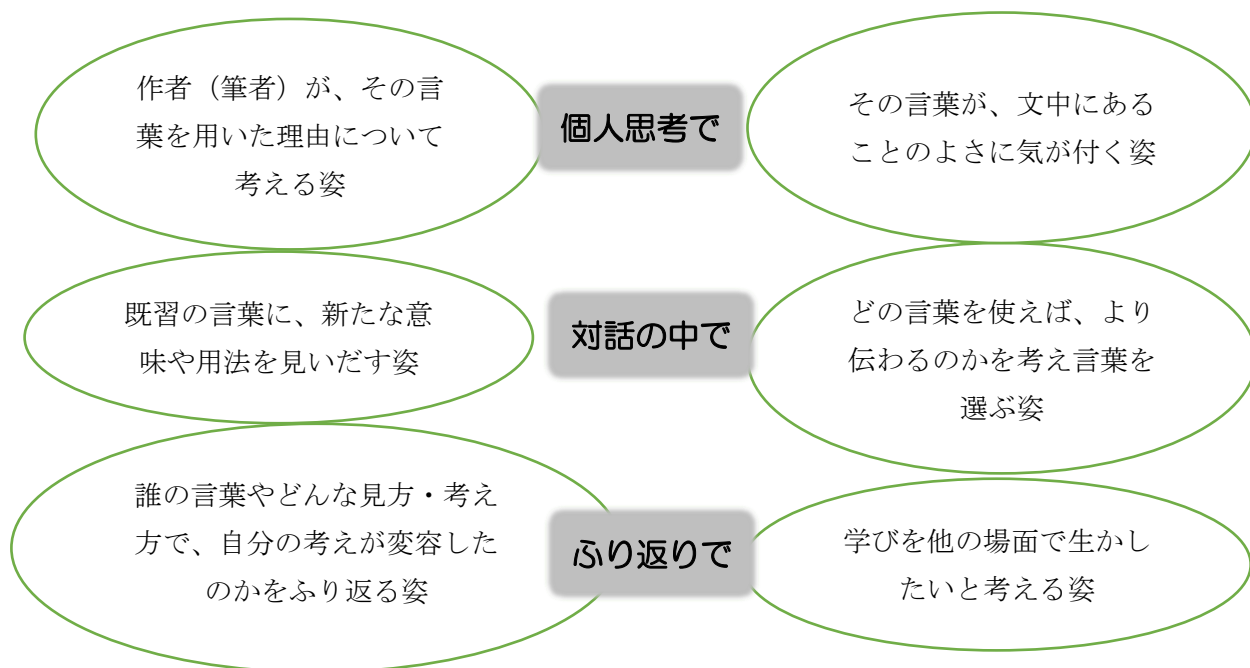 作者（筆者）が、その言
葉を用いた理由について
考える姿
個人思考で
その言葉が、文中にある
ことのよさに気が付く姿
既習の言葉に、新たな意
味や用法を見いだす姿
対話の中で
どの言葉を使えば、より
伝わるのかを考え言葉を
選ぶ姿
誰の言葉やどんな見方・考え
方で、自分の考えが変容した
のかをふり返る姿
ふり返りで
学びを他の場面で生かし
たいと考える姿